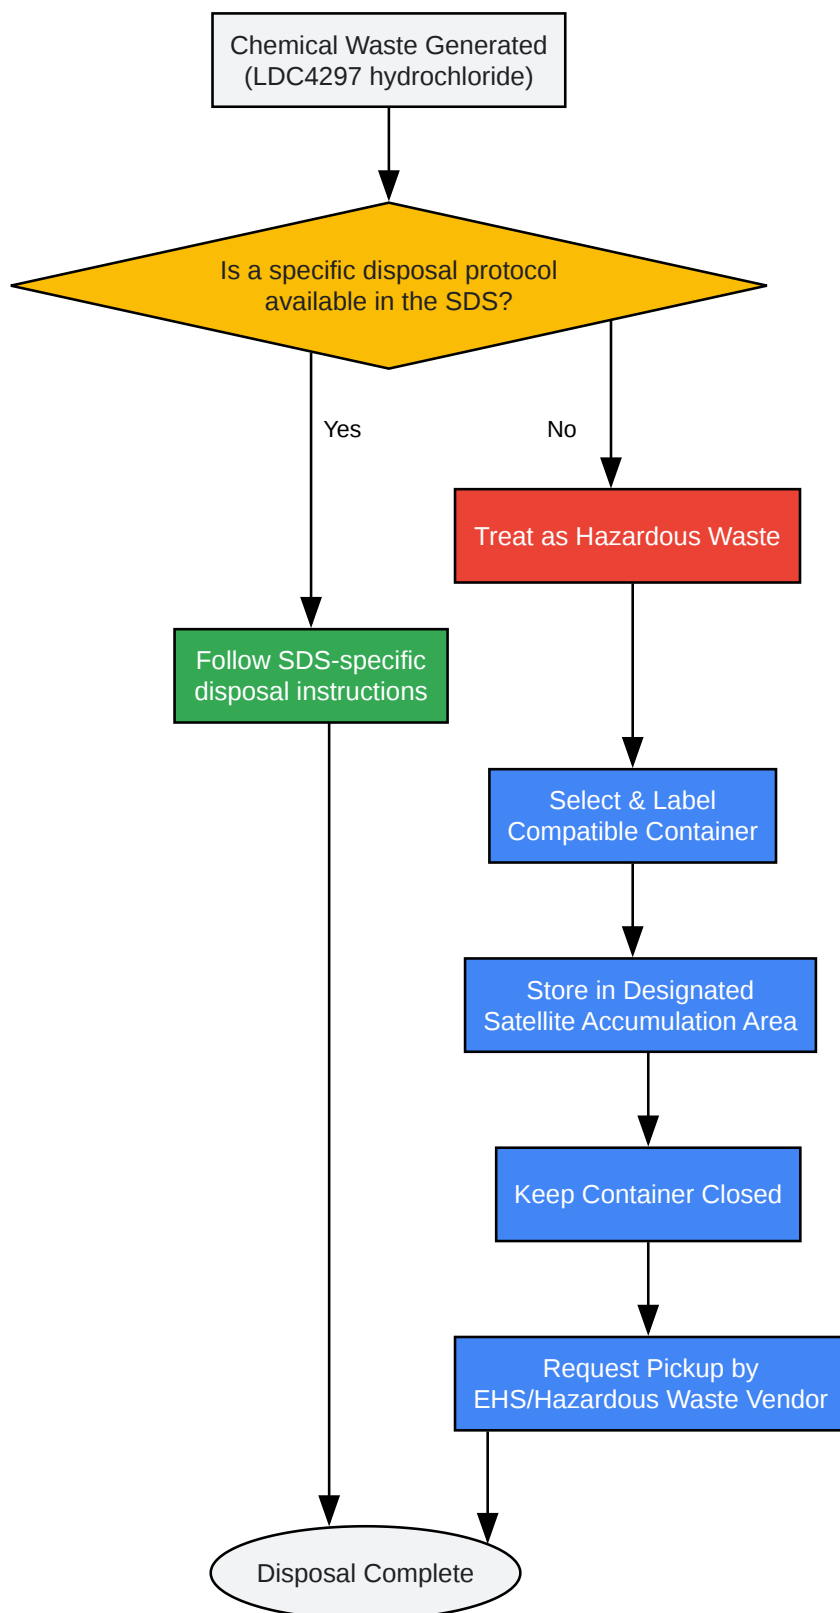 Chemical Waste Generated
(LDC4297 hydrochloride)
Is a specific disposal protocol
available in the SDS?
Yes
No
Treat as Hazardous Waste
Follow SDS-specific
disposal instructions
Select & Label
Compatible Container
Store in Designated
Satellite Accumulation Area
Keep Container Closed
Request Pickup by
EHS/Hazardous Waste Vendor
Disposal Complete